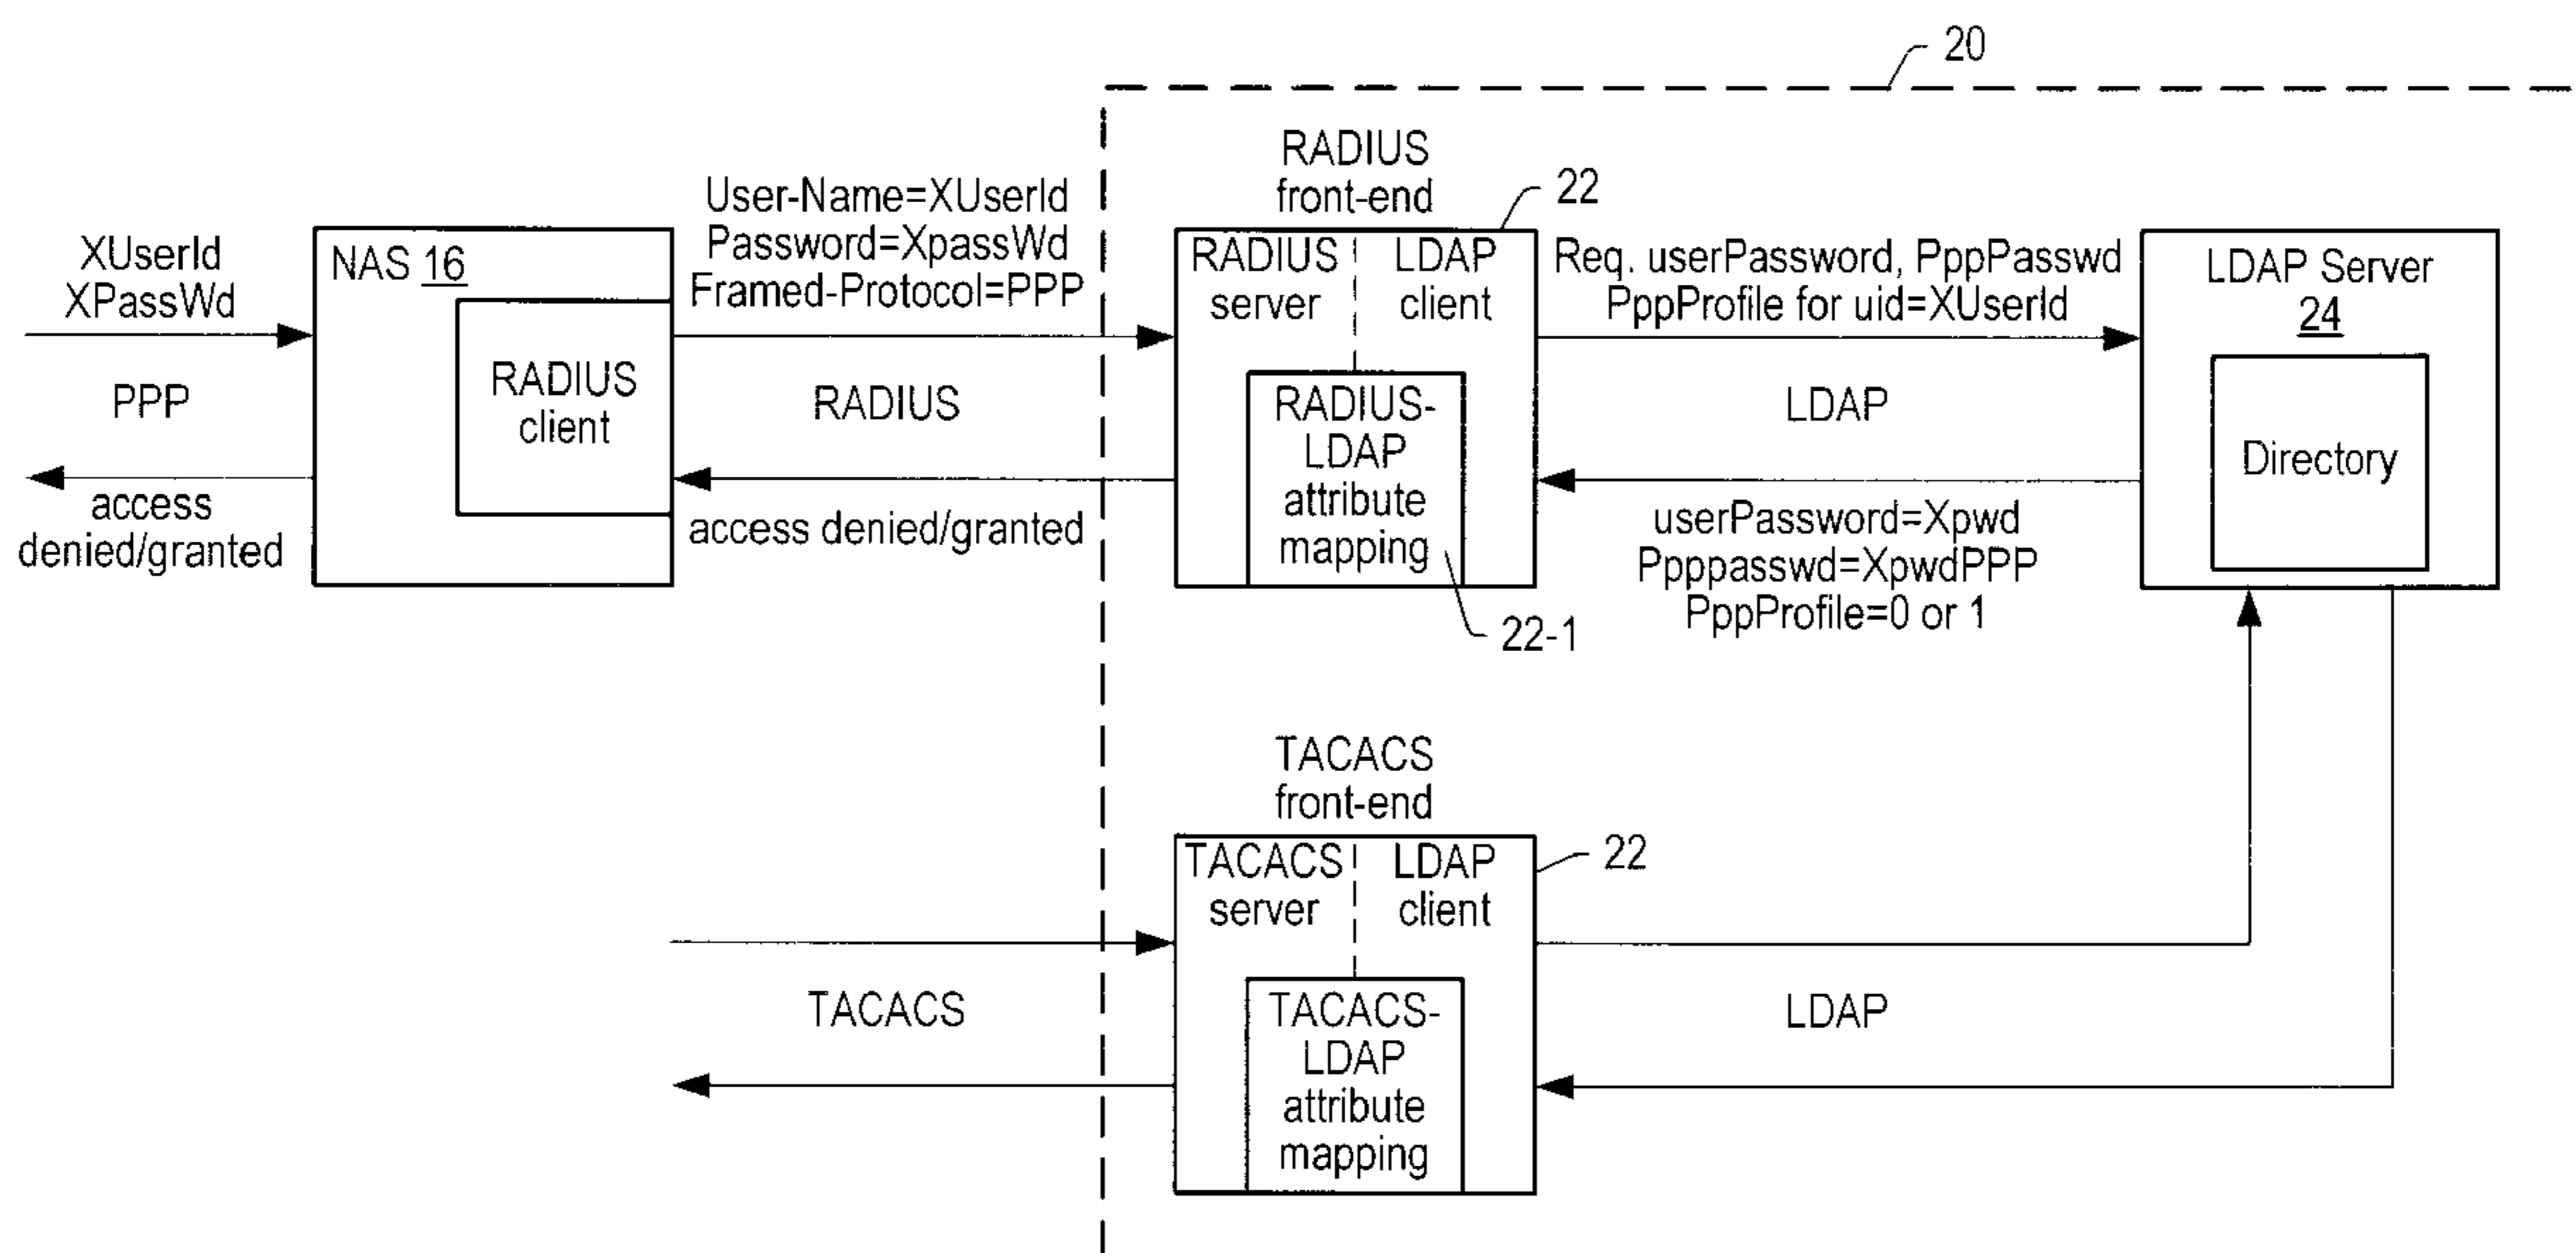 20
RADIUS
front-end
22
XUserId
XPassWd
PPP
access
denied/granted
NAS 16
RADIUS
client
User-Name=XUserId
Password=XpassWd
Framed-Protocol=PPP
RADIUS
access denied/granted
RADIUS
server
LDAP
client
RADIUS-
LDAP
attribute
mapping
22-1
Req. userPassword, PppPasswd
PppProfile for uid=XUserId
LDAP
userPassword=Xpwd
Ppppasswd=XpwdPPP
PppProfile=0 or 1
LDAP Server
24
Directory
TACACS
front-end
22
TACACS
server
LDAP
client
TACACS-
LDAP
attribute
mapping
TACACS
LDAP